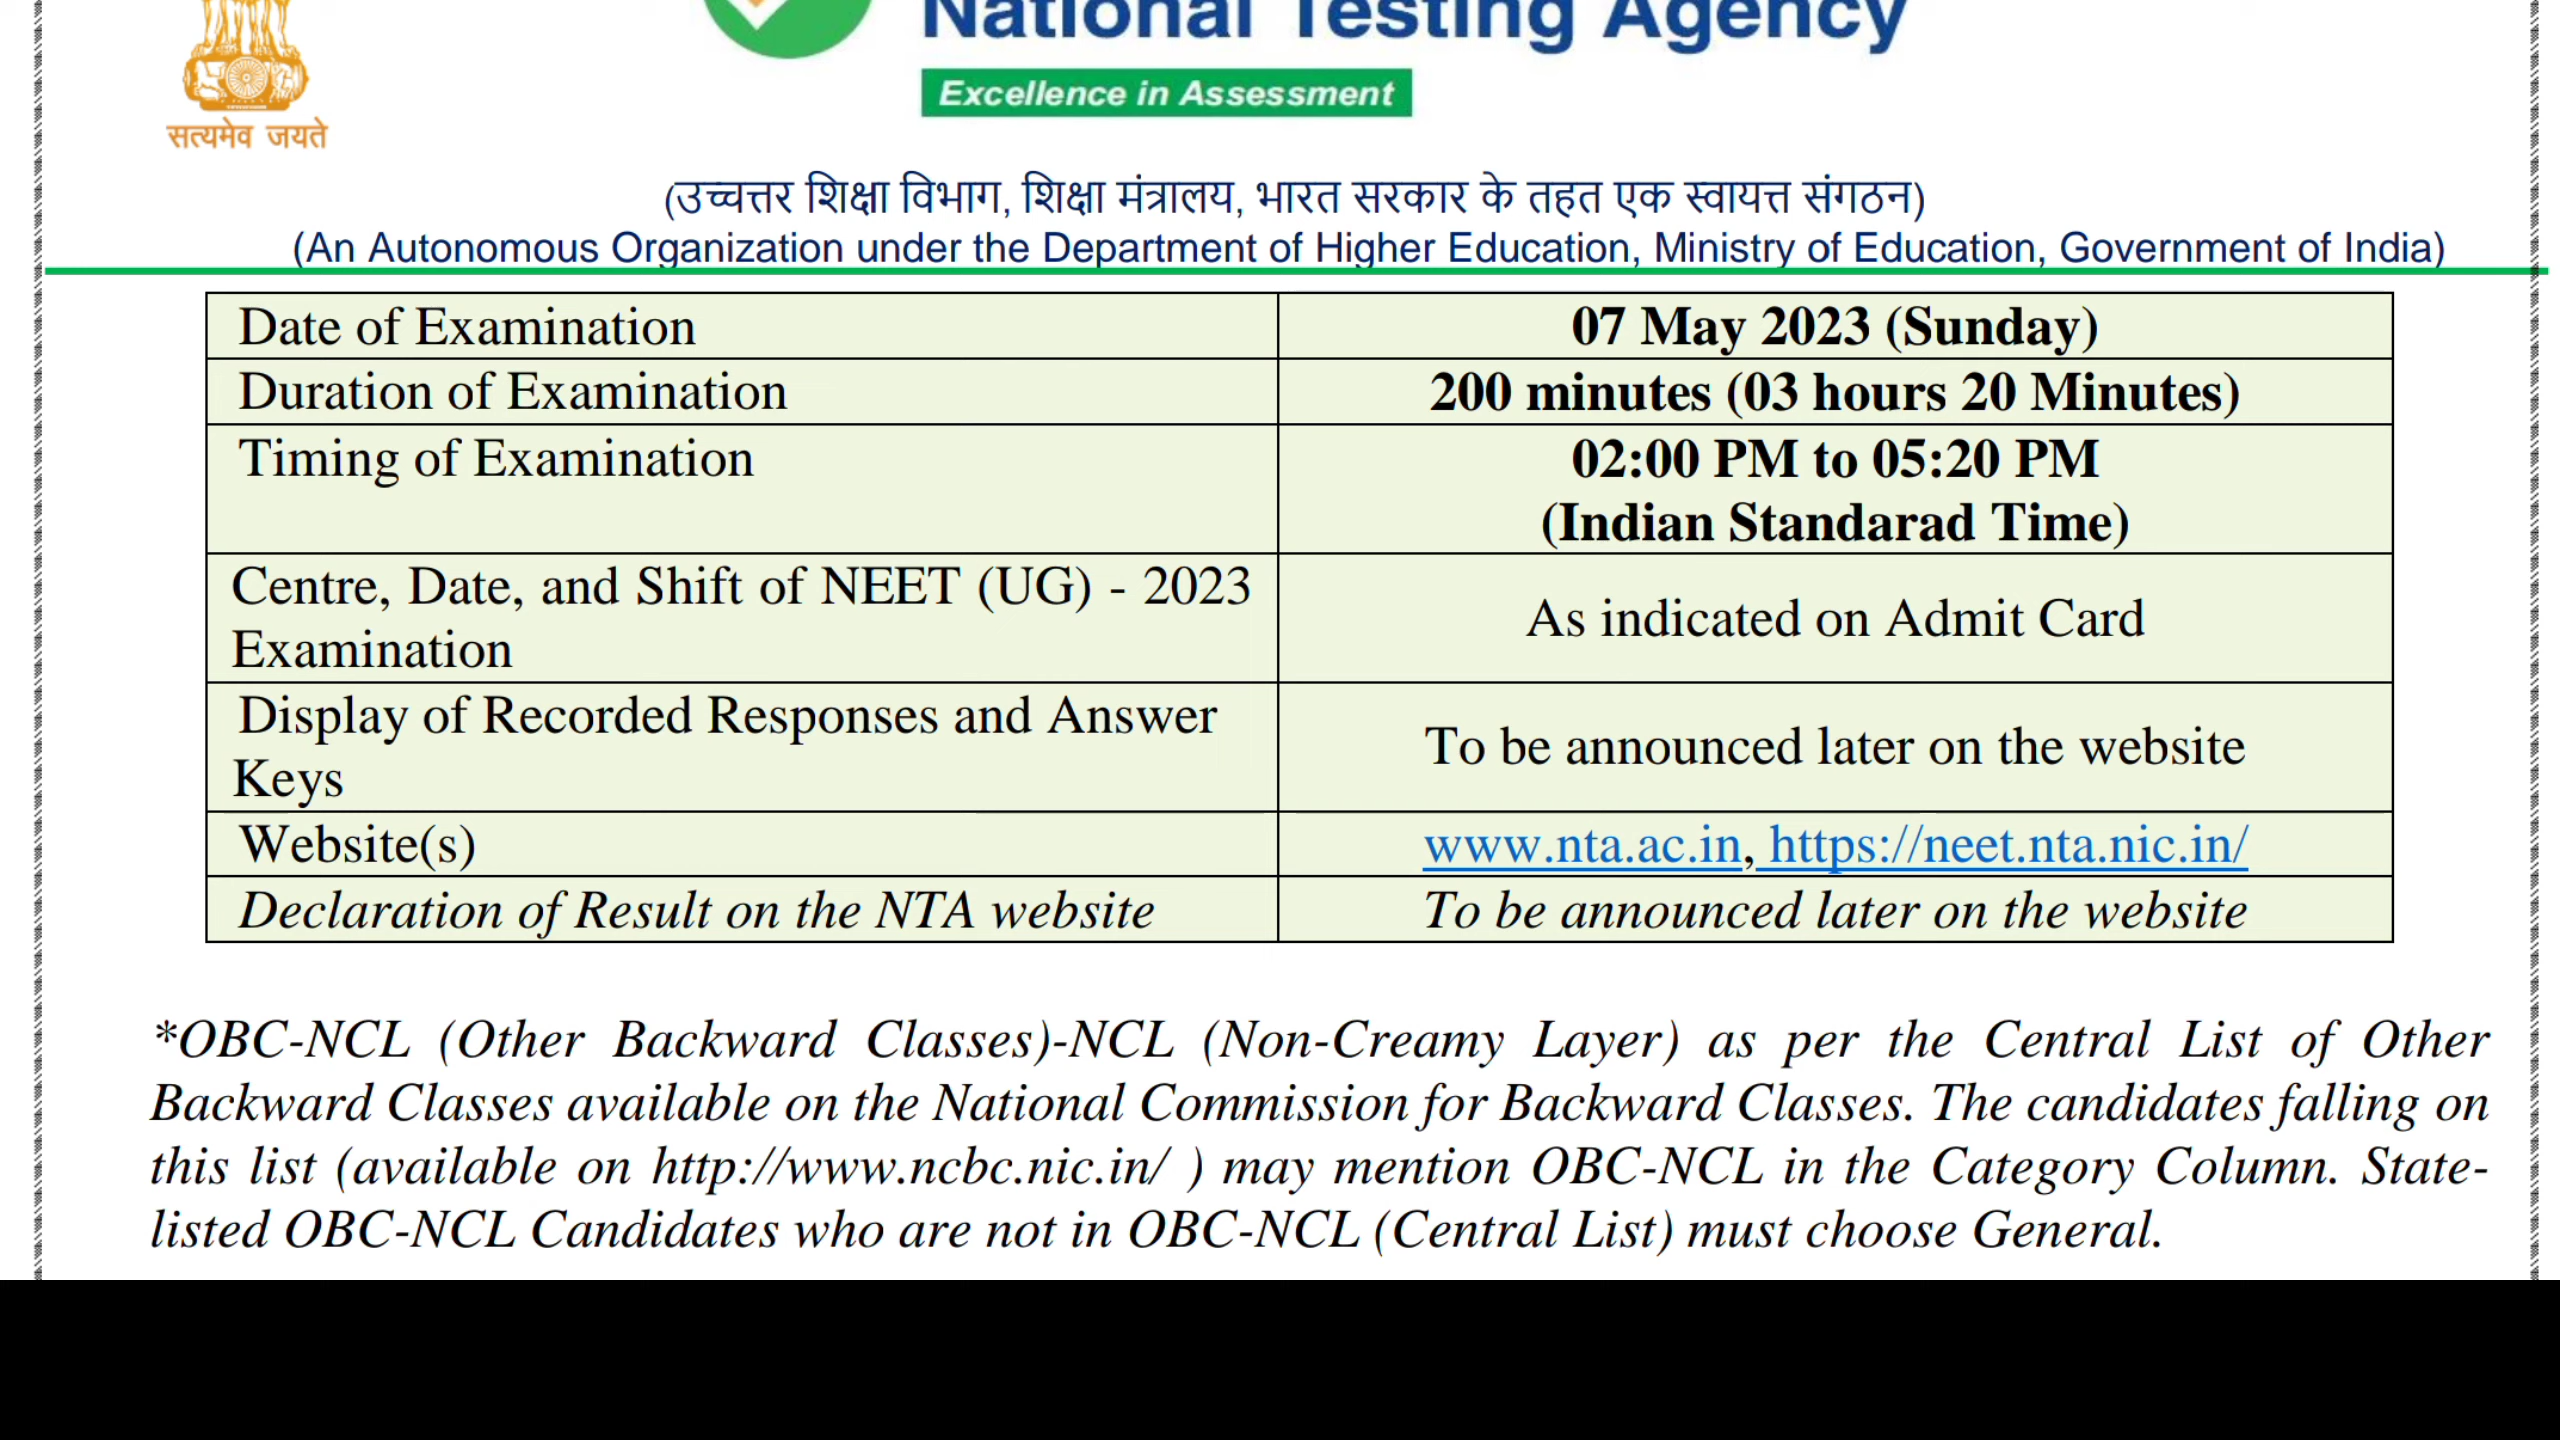 National Testing Agency
Excellence in Assessment
सत्यमेव जयते
(उच्चत्तर शिक्षा विभाग, शिक्षा मंत्रालय, भारत सरकार के तहत एक स्वायत्त संगठन)
(An Autonomous Organization under the Department of Higher Education, Ministry of Education, Government of India)
Date of Examination
07 May 2023 (Sunday)
Duration of Examination
200 minutes (03 hours 20 Minutes)
Timing of Examination
02:00 PM to 05:20 PM
(Indian Standarad Time)
Centre, Date, and Shift of NEET (UG) - 2023
Examination
As indicated on Admit Card
Display of Recorded Responses and Answer
Keys
To be announced later on the website
Website(s)
www.nta.ac.in, https://neet.nta.nic.in/
Declaration of Result on the NTA website
To be announced later on the website
*OBC-NCL (Other Backward Classes)-NCL (Non-Creamy Layer) as per the Central List of Other
Backward Classes available on the National Commission for Backward Classes. The candidates falling on
this list (available on http://www.ncbc.nic.in/ ) may mention OBC-NCL in the Category Column. State-
listed OBC-NCL Candidates who are not in OBC-NCL (Central List) must choose General.